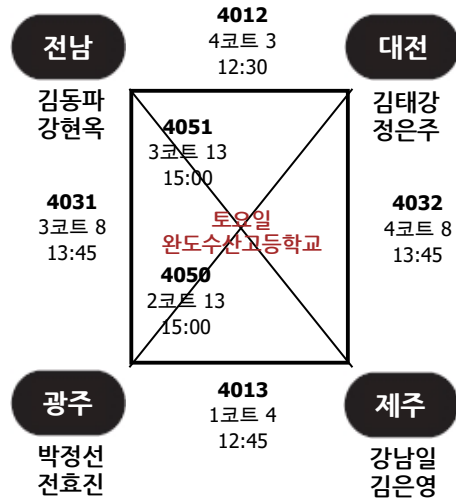 4012
4코트 3
12:30
전남
대전
김동파
강현옥
김태강
정은주
4051
3코트 13
15:00
4031
3코트 8
13:45
토요일
완도수산고등학교
4032
4코트 8
13:45
4050
2코트 13
15:00
광주
4013
1코트 4
12:45
제주
박정선
전효진
강남일
김은영